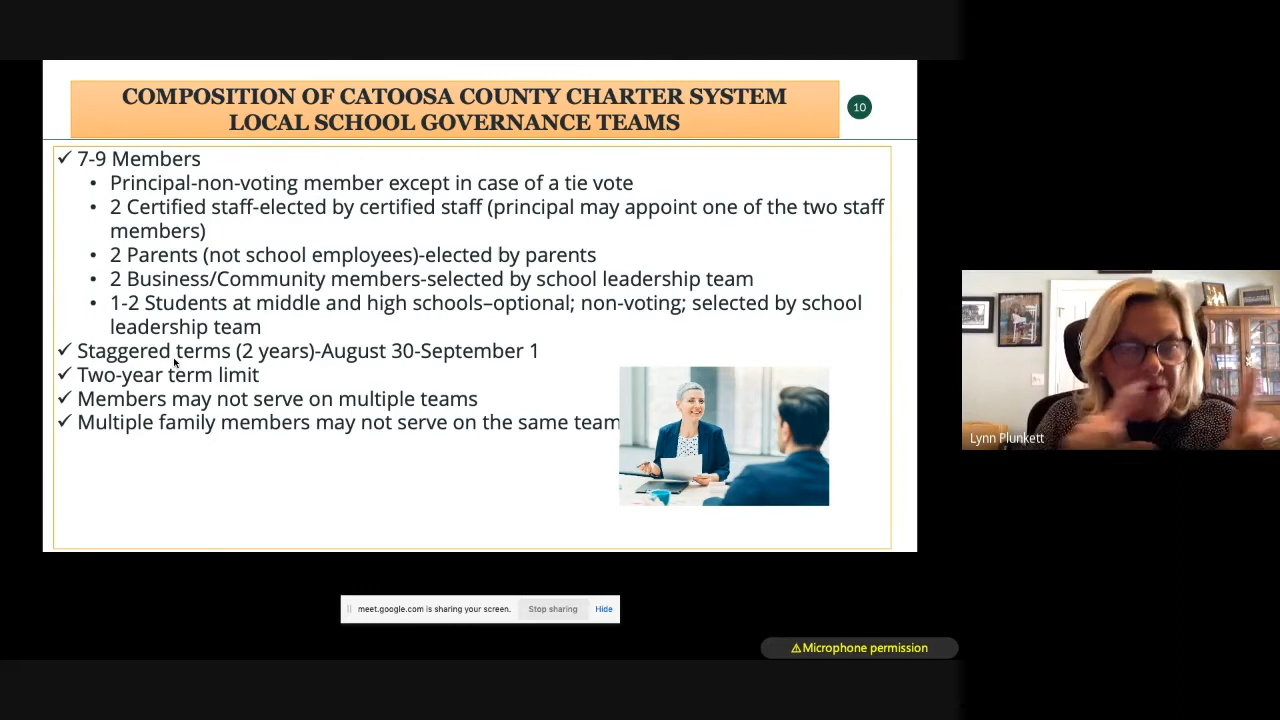 COMPOSITION OF CATOOSA COUNTY CHARTER SYSTEM
LOCAL SCHOOL GOVERNANCE TEAMS
10
✓ 7-9 Members
• Principal-non-voting member except in case of a tie vote
• 2 Certified staff-elected by certified staff (principal may appoint one of the two staff
members)
• 2 Parents (not school employees)-elected by parents
• 2 Business/Community members-selected by school leadership team
• 1-2 Students at middle and high schools–optional; non-voting; selected by school
leadership team
✓ Staggered terms (2 years)-August 30-September 1
✓ Two-year term limit
✓ Members may not serve on multiple teams
✓ Multiple family members may not serve on the same team
Lynn Plunkett
meet.google.com is sharing your screen. Stop sharing Hide
⚠Microphone permission